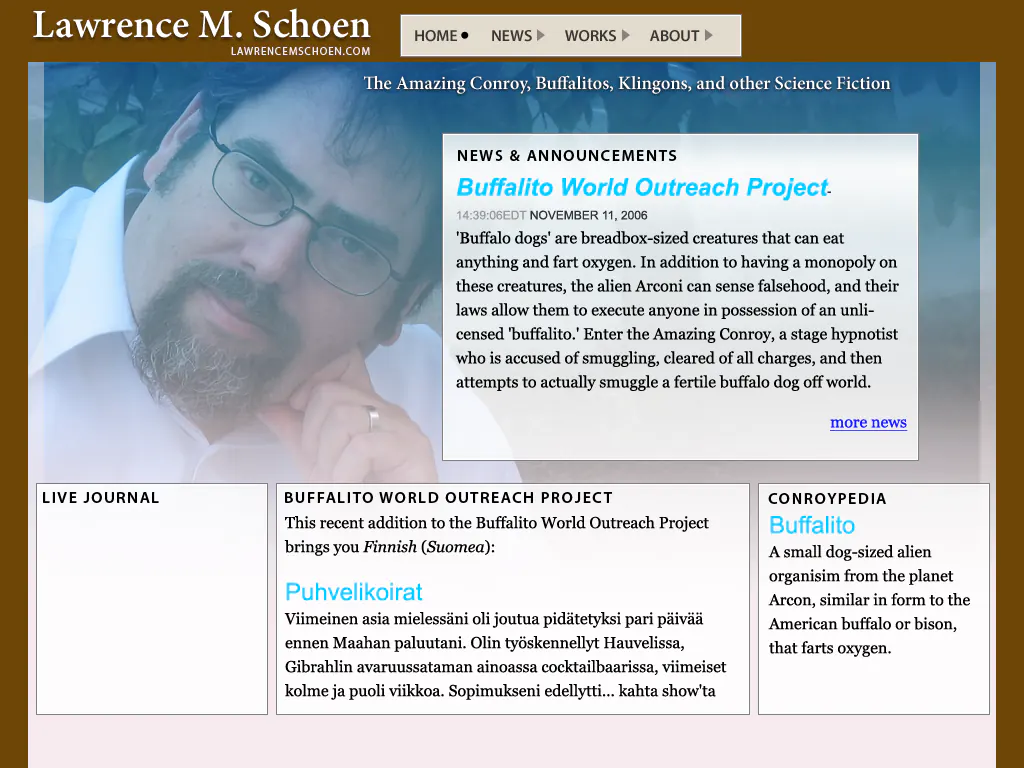 Lawrence M. Schoen
LAWRENCEMSCHOEN.COM
HOME NEWS WORKS ABOUT
The Amazing Conroy, Buffalitos, Klingons, and other Science Fiction
NEWS & ANNOUNCEMENTS
Buffalito World Outreach Project-
14:39:06EDT NOVEMBER 11, 2006
'Buffalo dogs' are breadbox-sized creatures that can eat
anything and fart oxygen. In addition to having a monopoly on
these creatures, the alien Arconi can sense falsehood, and their
laws allow them to execute anyone in possession of an unli-
censed 'buffalito.' Enter the Amazing Conroy, a stage hypnotist
who is accused of smuggling, cleared of all charges, and then
attempts to actually smuggle a fertile buffalo dog off world.
more news
LIVE JOURNAL
BUFFALITO WORLD OUTREACH PROJECT
This recent addition to the Buffalito World Outreach Project
brings you Finnish (Suomea):
Puhvelikoirat
Viimeinen asia mielessäni oli joutua pidätetyksi pari päivää
ennen Maahan paluutani. Olin työskennellyt Hauvelissa,
Gibrahlin avaruussataman ainoassa cocktailbaarissa, viimeiset
kolme ja puoli viikkoa. Sopimukseni edellytti... kahta show'ta
CONROYPEDIA
Buffalito
A small dog-sized alien
organisim from the planet
Arcon, similar in form to the
American buffalo or bison,
that farts oxygen.